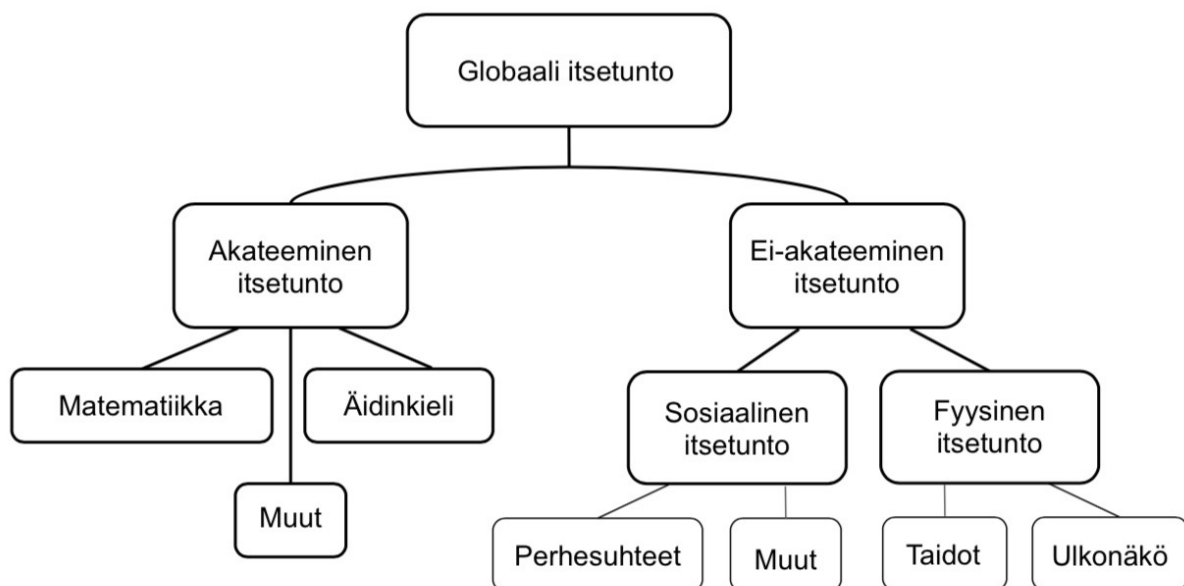 Globaali itsetunto
Akateeminen
itsetunto
Ei-akateeminen
itsetunto
Matematiikka
Äidinkieli
Muut
Sosiaalinen
itsetunto
Fyysinen
itsetunto
Perhesuhteet
Muut
Taidot
Ulkonäkö